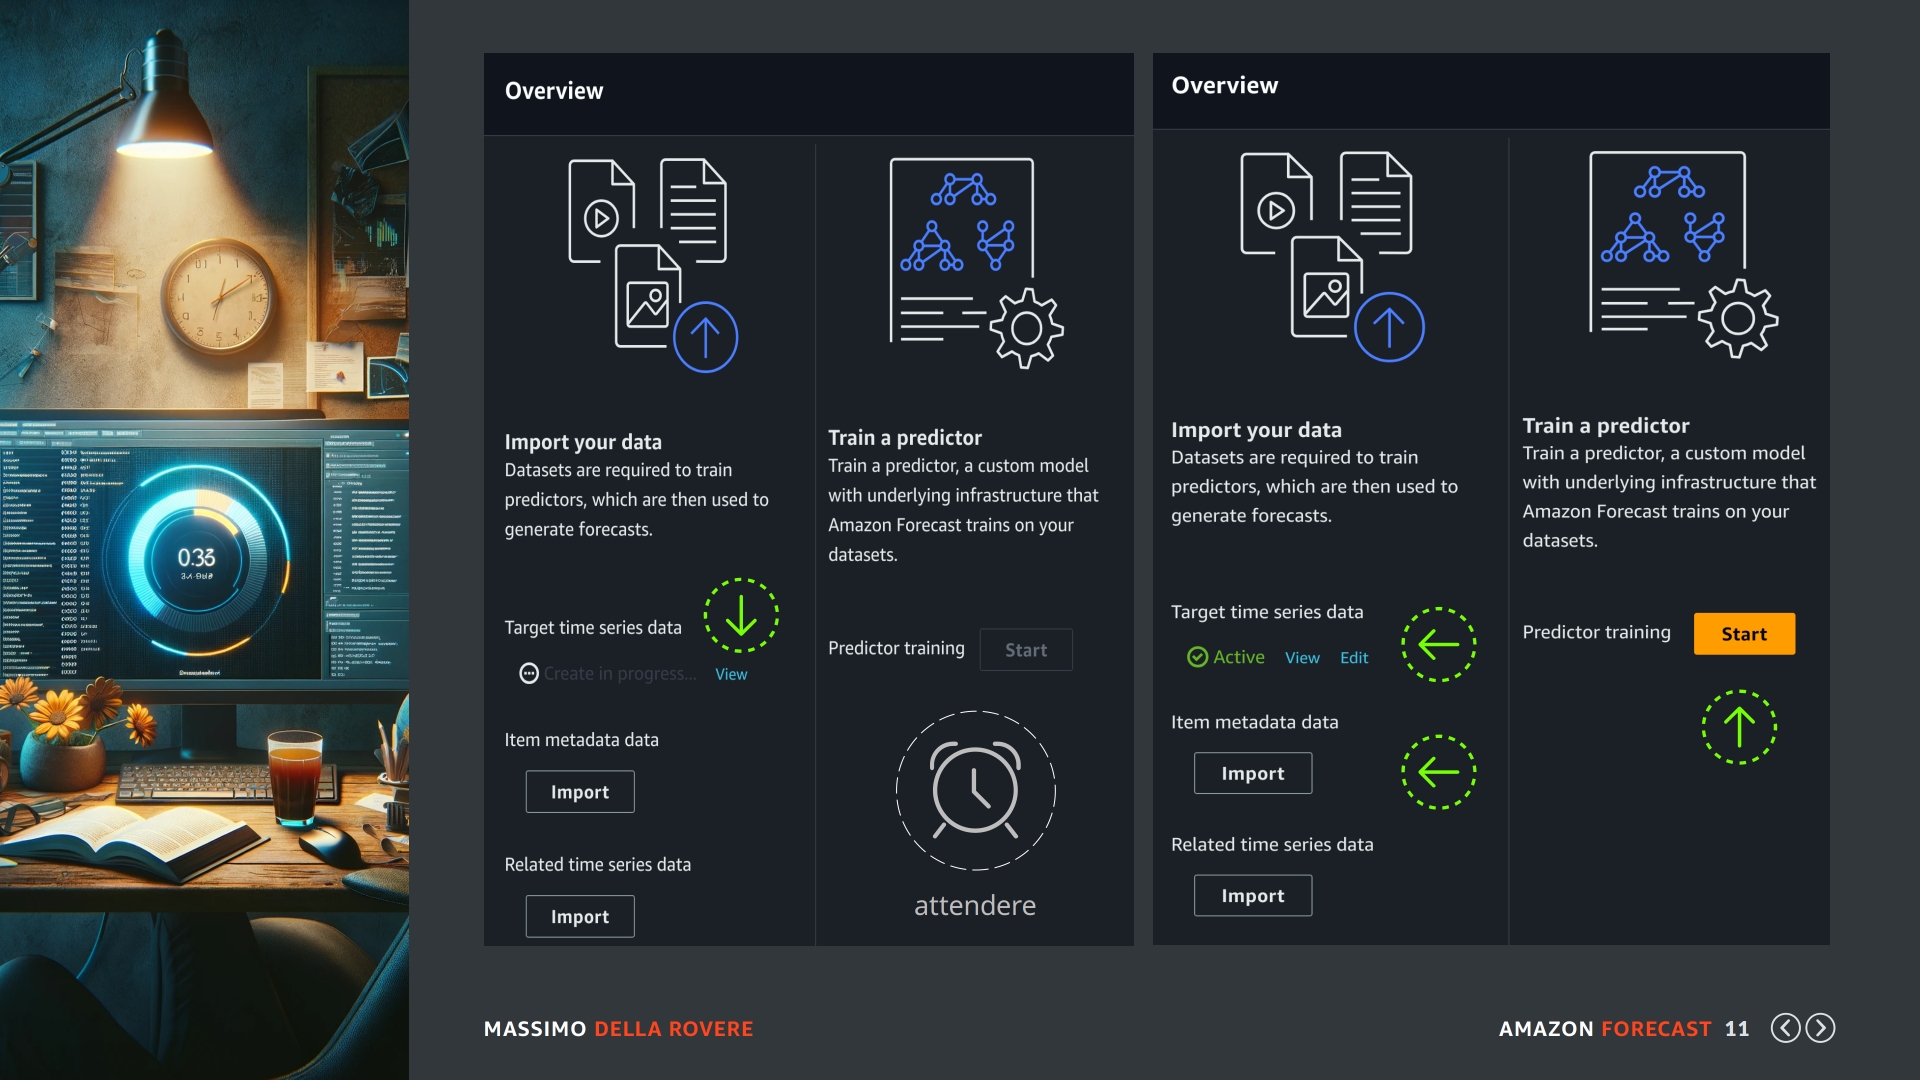 Overview
Import your data
Datasets are required to train
predictors, which are then used to
generate forecasts.
Target time series data
Create in progress...
View
Item metadata data
Import
Related time series data
Import
Train a predictor
Train a predictor, a custom model
with underlying infrastructure that
Amazon Forecast trains on your
datasets.
Predictor training
Start
attendere
Overview
Import your data
Datasets are required to train
predictors, which are then used to
generate forecasts.
Target time series data
Active View Edit
Item metadata data
Import
Related time series data
Import
Train a predictor
Train a predictor, a custom model
with underlying infrastructure that
Amazon Forecast trains on your
datasets.
Predictor training
Start
0.33
MASSIMO DELLA ROVERE
AMAZON FORECAST 11